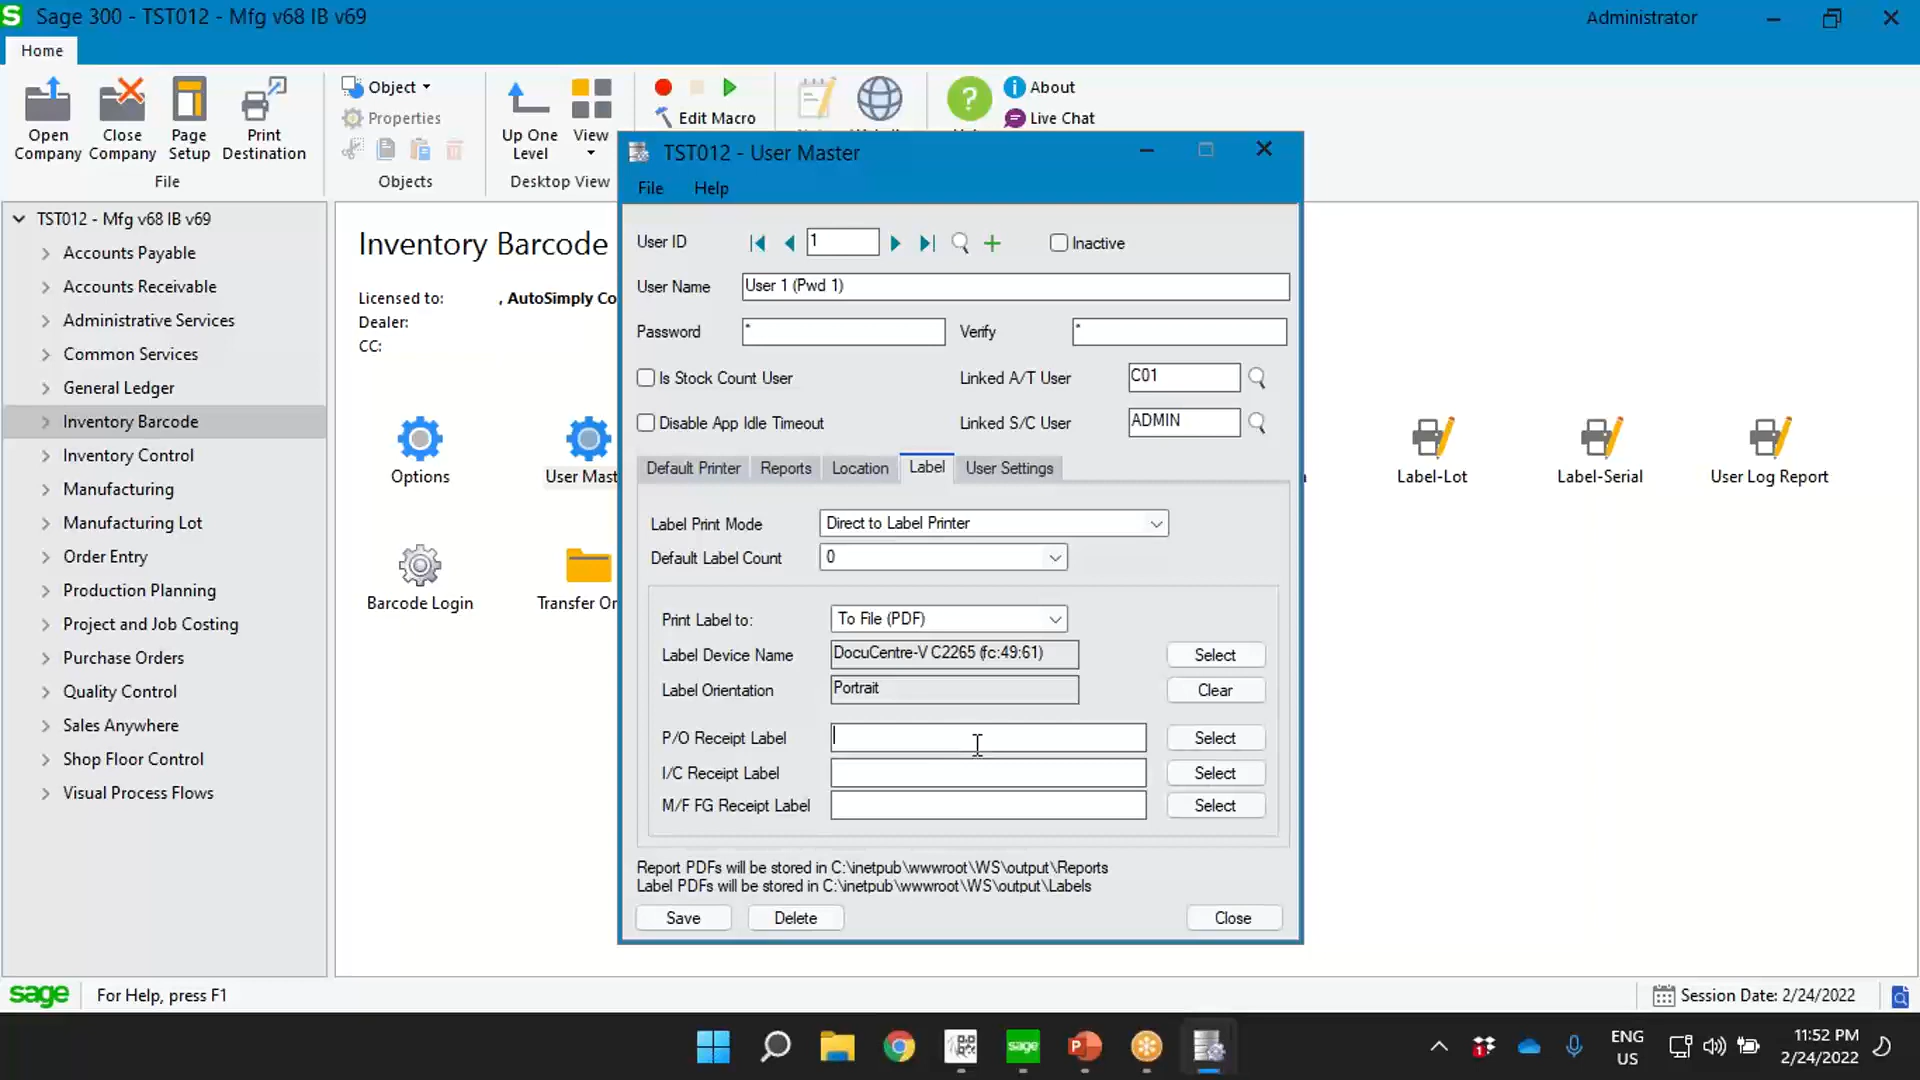 Sage 300 - TST012 - Mfg v68 IB v69
Administrator
Home
Open Company
Close Company
Page Setup
Print Destination
File
Object
Properties
Objects
Up One Level
View
Desktop View
Edit Macro
About
Live Chat
TST012 - Mfg v68 IB v69
Accounts Payable
Accounts Receivable
Administrative Services
Common Services
General Ledger
Inventory Barcode
Inventory Control
Manufacturing
Manufacturing Lot
Order Entry
Production Planning
Project and Job Costing
Purchase Orders
Quality Control
Sales Anywhere
Shop Floor Control
Visual Process Flows
Inventory Barcode
Licensed to: , AutoSimply Co
Dealer:
CC:
Options
User Mast
Label-Lot
Label-Serial
User Log Report
Barcode Login
Transfer Or
TST012 - User Master
File Help
User ID 1 Inactive
User Name User 1 (Pwd 1)
Password * Verify *
Is Stock Count User Linked A/T User C01
Disable App Idle Timeout Linked S/C User ADMIN
Default Printer Reports Location Label User Settings
Label Print Mode Direct to Label Printer
Default Label Count 0
Print Label to: To File (PDF)
Label Device Name DocuCentre-V C2265 (fc:49:61) Select
Label Orientation Portrait Clear
P/O Receipt Label Select
I/C Receipt Label Select
M/F FG Receipt Label Select
Report PDFs will be stored in C:\inetpub\wwwroot\WS\output\Reports
Label PDFs will be stored in C:\inetpub\wwwroot\WS\output\Labels
Save Delete Close
sage For Help, press F1
Session Date: 2/24/2022
sage
ENG
US
11:52 PM
2/24/2022